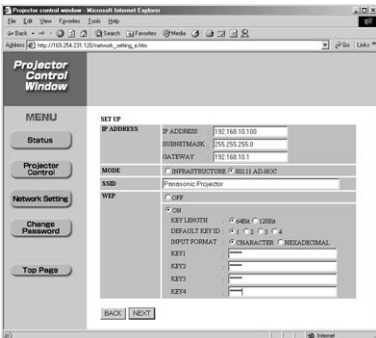 Projector control window - Microsoft Internet Explorer
File Edit View Favorites Tools Help
Back Search Favorites Media
Address http://169.254.231.120/network_setting_e.htm Go Links
Projector
Control
Window
MENU
Status
Projector
Control
Network Setting
Change
Password
Top Page
SET UP
IP ADDRESS IP ADDRESS : 192.168.10.100
SUBNETMASK : 255.255.255.0
GATEWAY : 192.168.10.1
MODE INFRASTRUCTURE 802.11 AD-HOC
SSID Panasonic Projector
WEP OFF
ON
KEY LENGTH : 64Bit 128Bit
DEFAULT KEY ID : 1 2 3 4
INPUT FORMAT : CHARACTER HEXADECIMAL
KEY1 : *****
KEY2 : *****
KEY3 : *****
KEY4 : *****
BACK NEXT
Internet